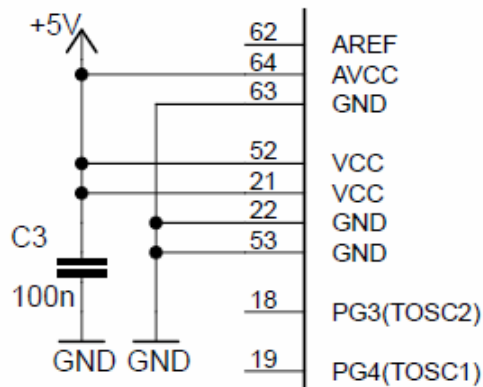 +5V
62 AREF
64 AVCC
63 GND
52 VCC
21 VCC
22 GND
53 GND
C3
100n
18 PG3(TOSC2)
GND GND
19 PG4(TOSC1)